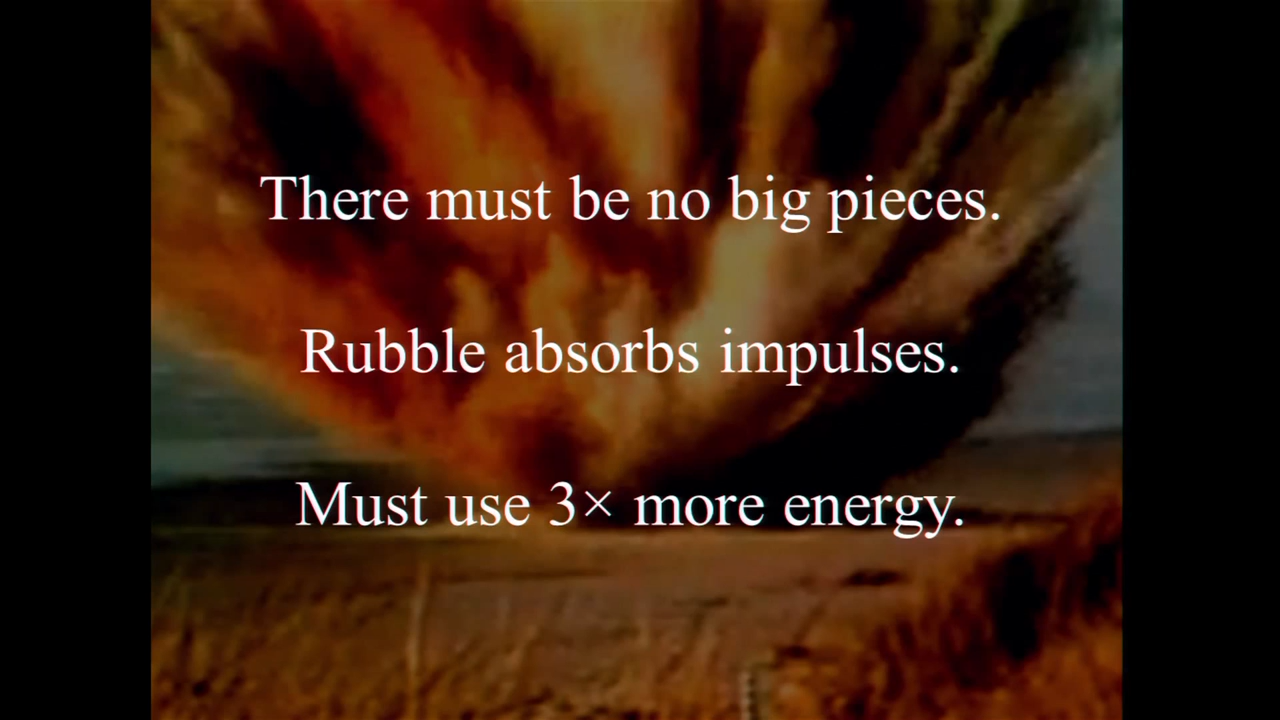 There must be no big pieces.
Rubble absorbs impulses.
Must use 3× more energy.